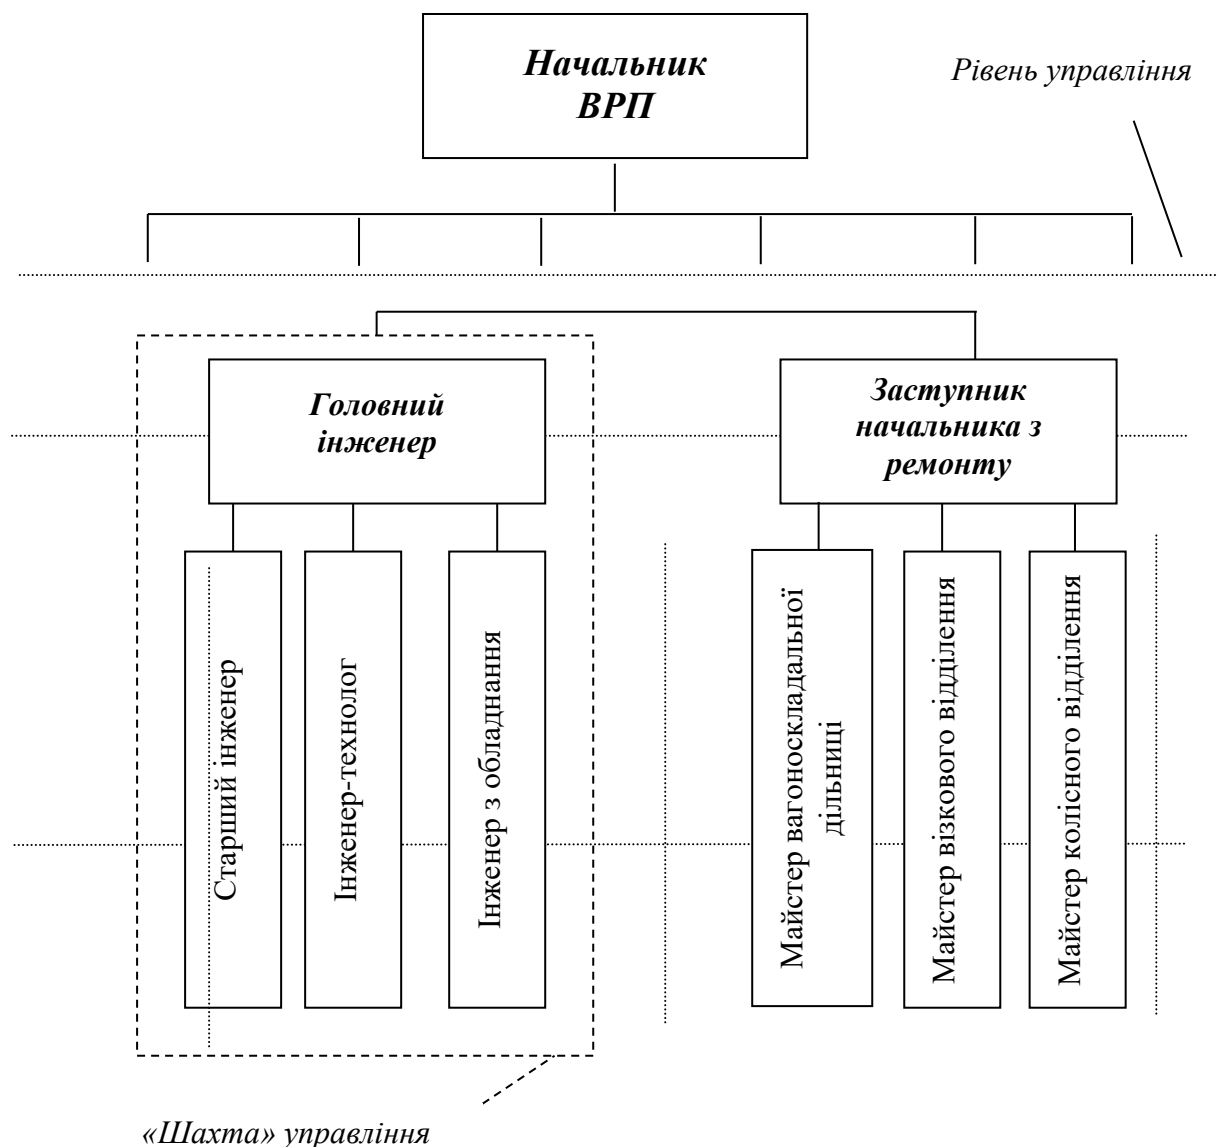 Начальник
ВРП
Рівень управління
Головний
інженер
Заступник
начальника з
ремонту
Старший інженер
Інженер-технолог
Інженер з обладнання
Майстер вагоноскладальної
дільниці
Майстер візкового відділення
Майстер колісного відділення
«Шахта» управління